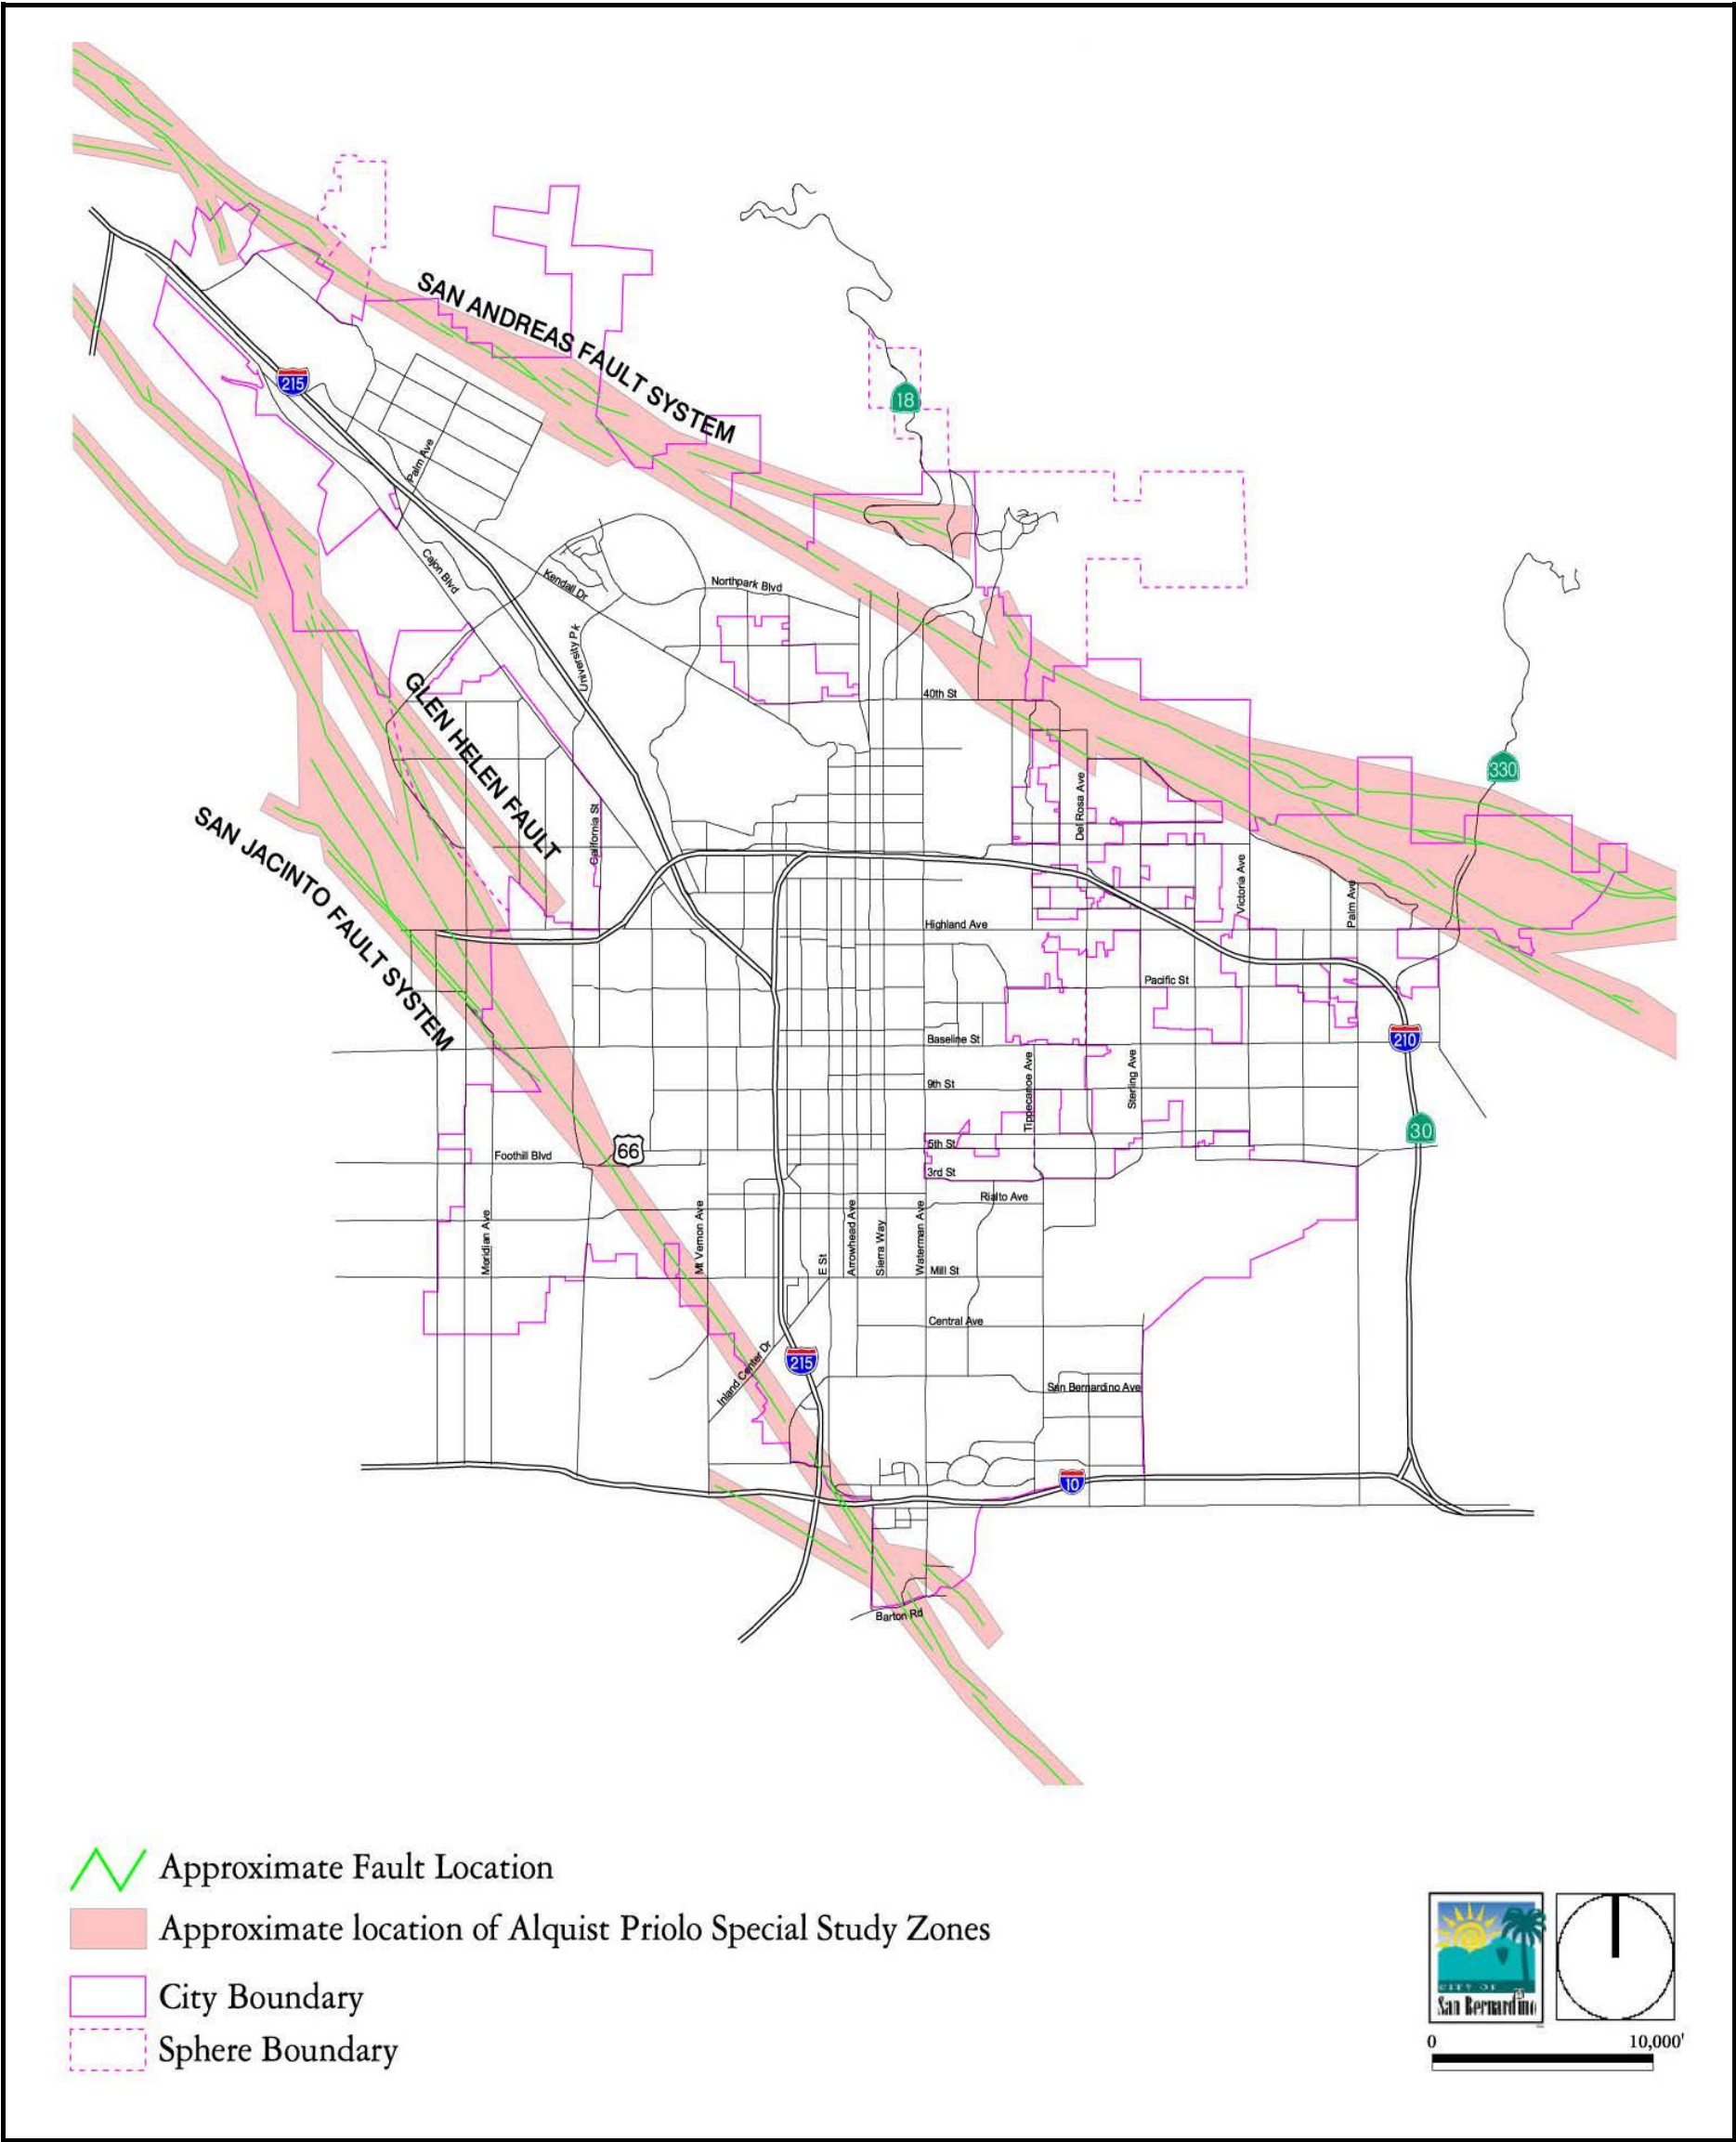 SAN ANDREAS FAULT SYSTEM
18
215
Palm Ave
Cajon Blvd
Kendall Dr
Northpark Blvd
University Pk
40th St
GLEN HELEN FAULT
330
Del Rosa Ave
California St
SAN JACINTO FAULT SYSTEM
Victoria Ave
Palm Ave
Highland Ave
Pacific St
Baseline St
210
Tippecanoe Ave
Sterling Ave
9th St
30
5th St
66
Foothill Blvd
3rd St
Rialto Ave
Meridian Ave
Mt Vernon Ave
E St
Arrowhead Ave
Sierra Way
Waterman Ave
Mill St
Central Ave
Inland Center Dr
215
San Bernardino Ave
10
Barton Rd
Approximate Fault Location
Approximate location of Alquist Priolo Special Study Zones
City Boundary
Sphere Boundary
CITY OF
San Bernardino
0 10,000'